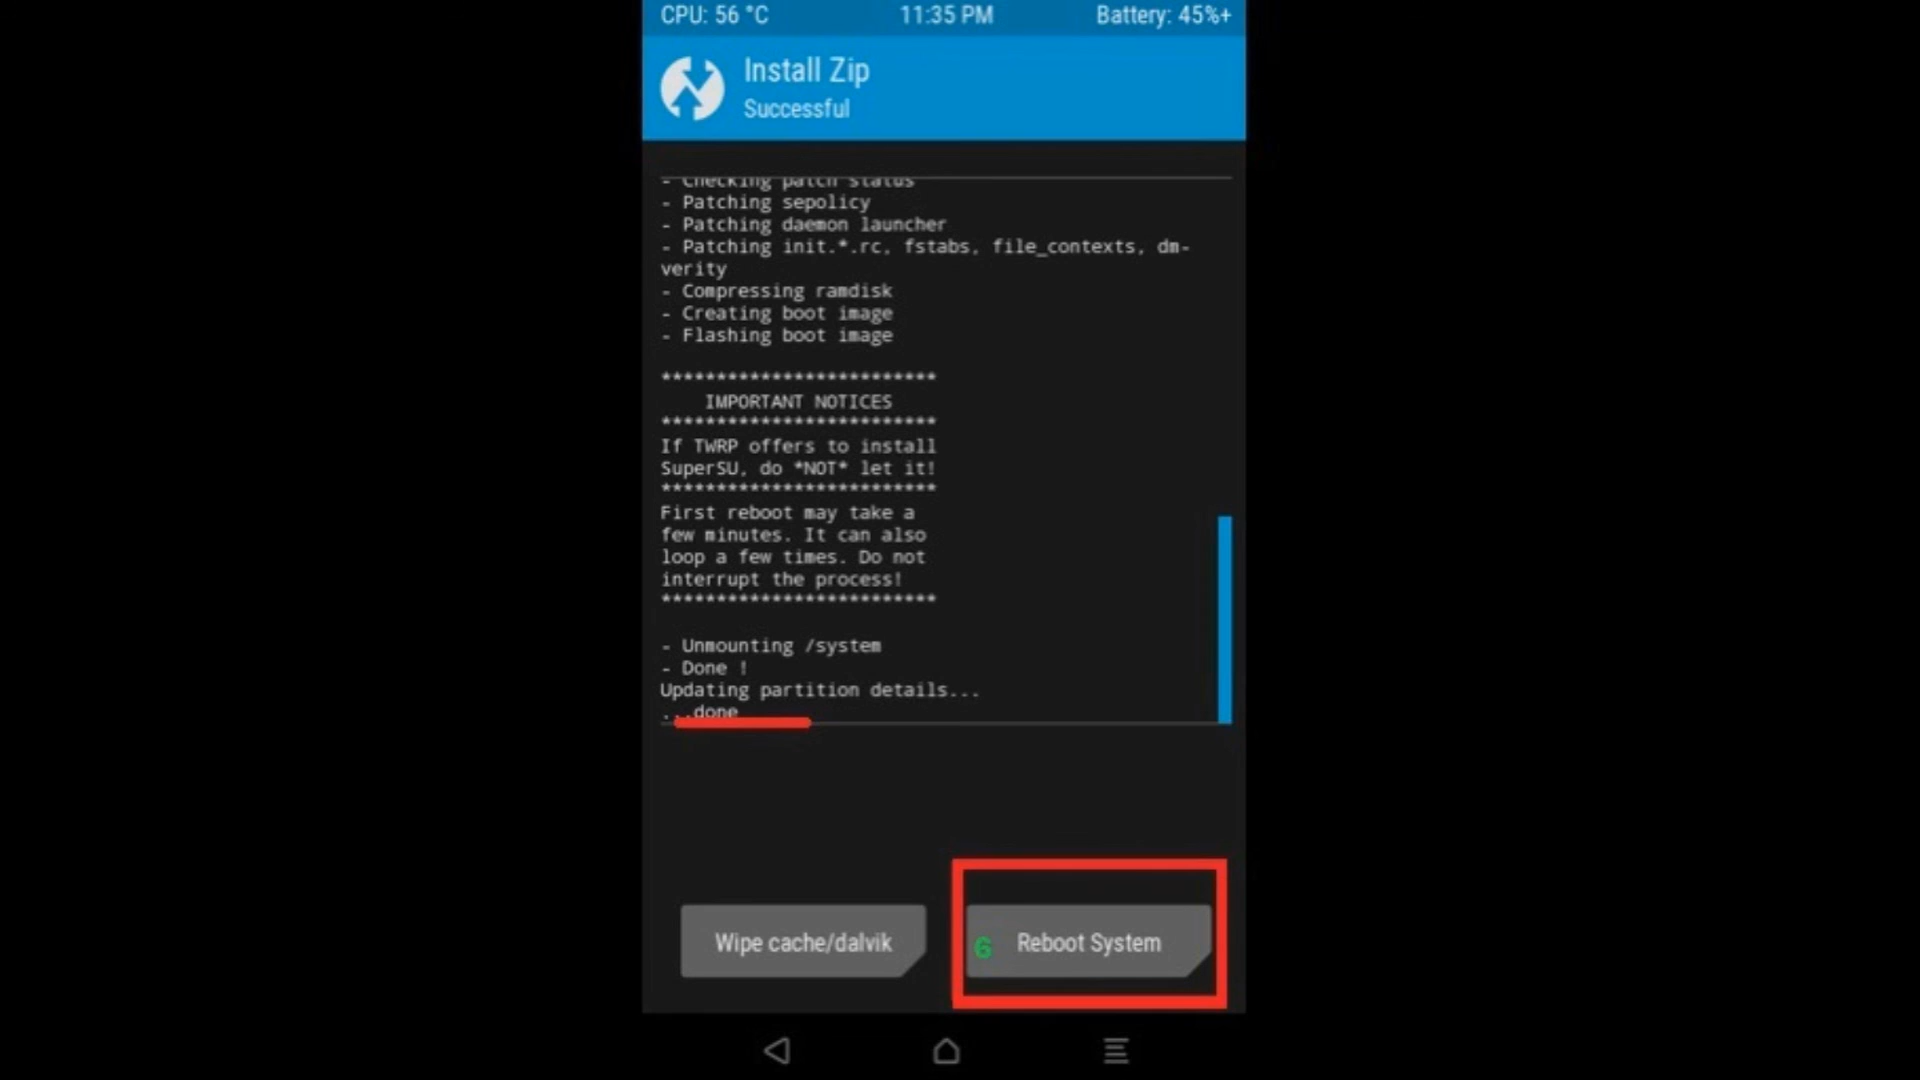 CPU: 56 °C 11:35 PM Battery: 45%+
Install Zip
Successful
- Checking patch status
- Patching sepolicy
- Patching daemon launcher
- Patching init.*.rc, fstabs, file_contexts, dm-
verity
- Compressing ramdisk
- Creating boot image
- Flashing boot image
*************************
IMPORTANT NOTICES
*************************
If TWRP offers to install
SuperSU, do *NOT* let it!
*************************
First reboot may take a
few minutes. It can also
loop a few times. Do not
interrupt the process!
*************************
- Unmounting /system
- Done !
Updating partition details...
...done
Wipe cache/dalvik 6 Reboot System